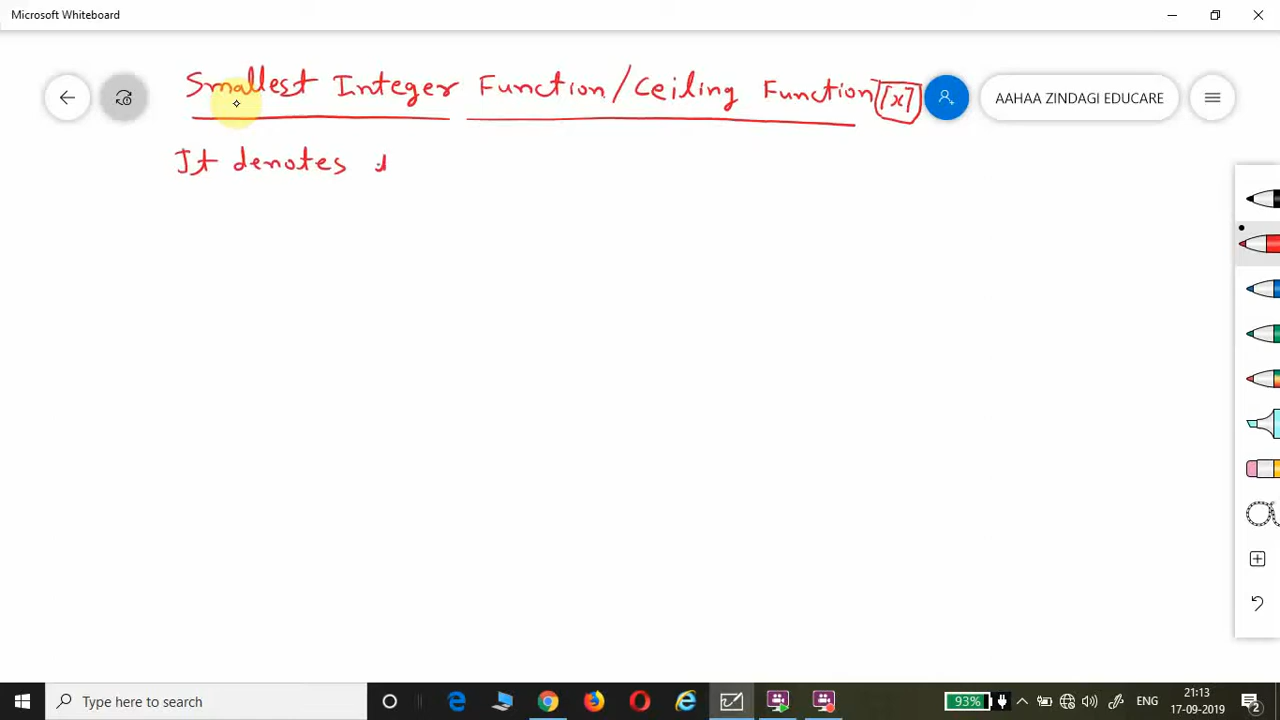 Microsoft Whiteboard
Smallest Integer Function/Ceiling Function ⌈x⌉
AAHAA ZINDAGI EDUCARE
It denotes
Type here to search
93%
ENG
21:13
17-09-2019
2